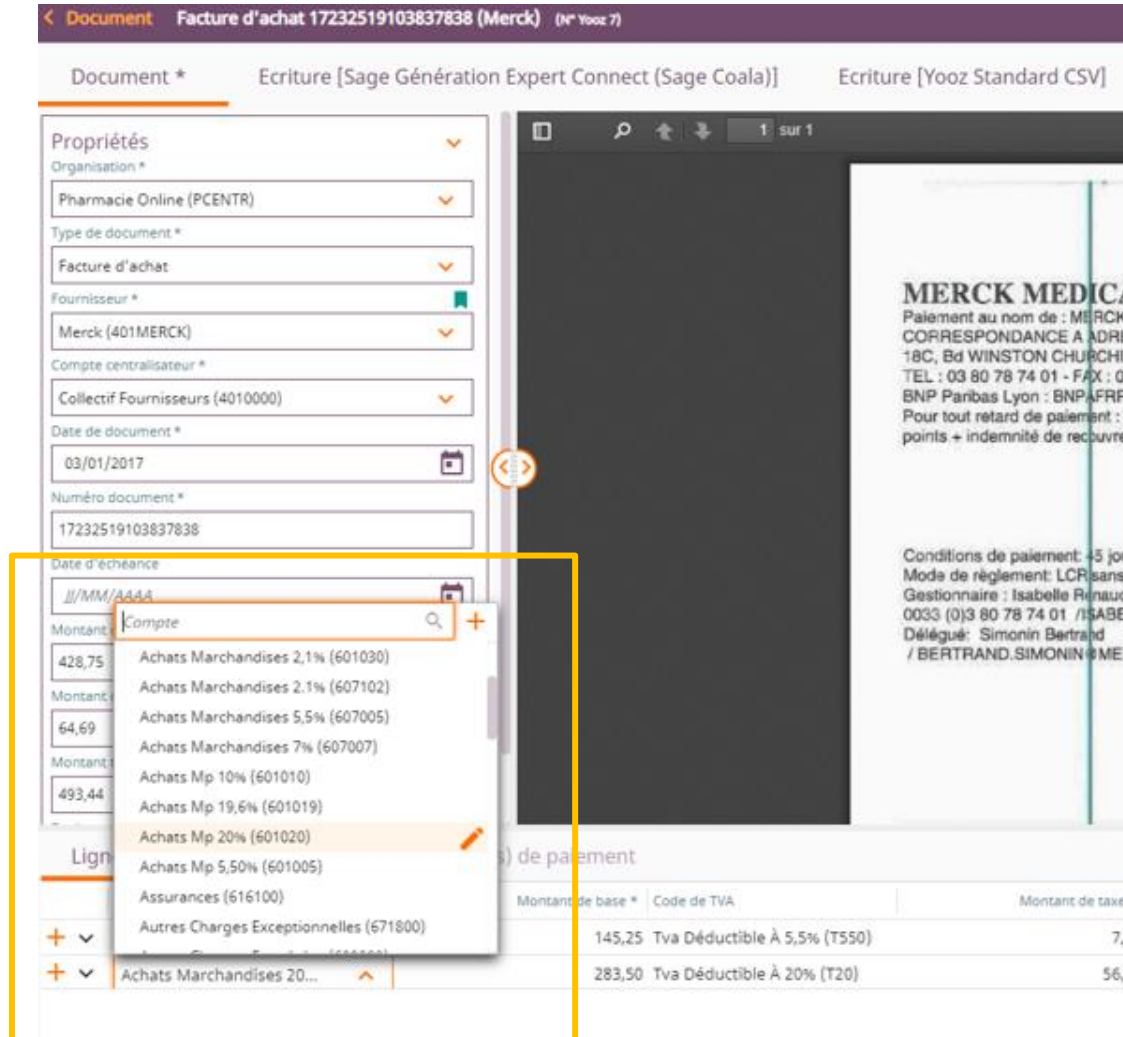 Document Facture d'achat 17232519103837838 (Merck) (N° Yooz 7)
Document * Ecriture [Sage Génération Expert Connect (Sage Coala)] Ecriture [Yooz Standard CSV]
Propriétés
Organisation *
Pharmacie Online (PCENTR)
Type de document *
Facture d'achat
Fournisseur *
Merck (401MERCK)
Compte centralisateur *
Collectif Fournisseurs (4010000)
Date de document *
03/01/2017
Numéro document *
17232519103837838
Date d'échéance
JJ/MM/AAAA
Montant
428,75
Montant
64,69
Montant
493,44
Compte
Achats Marchandises 2,1% (601030)
Achats Marchandises 2.1% (607102)
Achats Marchandises 5,5% (607005)
Achats Marchandises 7% (607007)
Achats Mp 10% (601010)
Achats Mp 19,6% (601019)
Achats Mp 20% (601020)
Achats Mp 5,50% (601005)
Assurances (616100)
Autres Charges Exceptionnelles (671800)
1 sur 1
MERCK MEDICA
Paiement au nom de : MERCK
CORRESPONDANCE A ADRE
18C, Bd WINSTON CHURCHI
TEL : 03 80 78 74 01 - FAX : 0
BNP Paribas Lyon : BNPAFRP
Pour tout retard de paiement :
points + indemnité de recouvre
Conditions de paiement: 45 jou
Mode de règlement: LCR sans
Gestionnaire : Isabelle Renaud
0033 (0)3 80 78 74 01 /ISABE
Délégué: Simonin Bertrand
/ BERTRAND.SIMONIN@ME
Lign s) de paiement
Montant de base * Code de TVA Montant de taxe
145,25 Tva Déductible À 5,5% (T550) 7,
Achats Marchandises 20... 283,50 Tva Déductible À 20% (T20) 56,